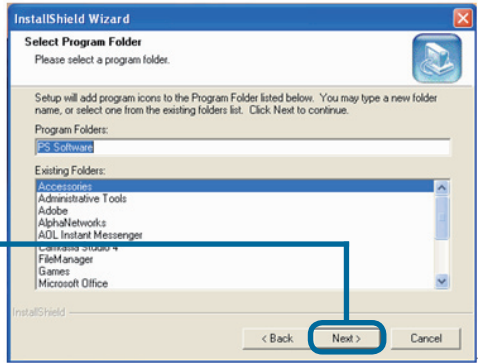 InstallShield Wizard
Select Program Folder
Please select a program folder.
Setup will add program icons to the Program Folder listed below. You may type a new folder
name, or select one from the existing folders list. Click Next to continue.
Program Folders:
PS Software
Existing Folders:
Accessories
Administrative Tools
Adobe
AlphaNetworks
AOL Instant Messenger
Camtasia Studio 4
FileManager
Games
Microsoft Office
InstallShield
< Back
Next >
Cancel